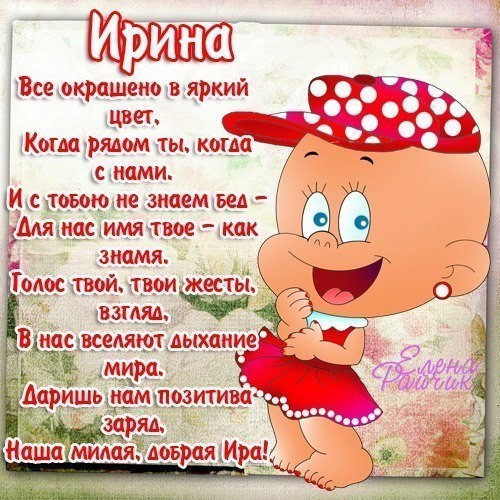 Ирина
Все окрашено в яркий
цвет,
Когда рядом ты, когда
с нами.
И с тобою не знаем бед –
Для нас имя твое – как
знамя.
Голос твой, твои жесты,
взгляд,
В нас вселяют дыхание
мира.
Даришь нам позитива
заряд,
Наша милая, добрая Ира!
Елена